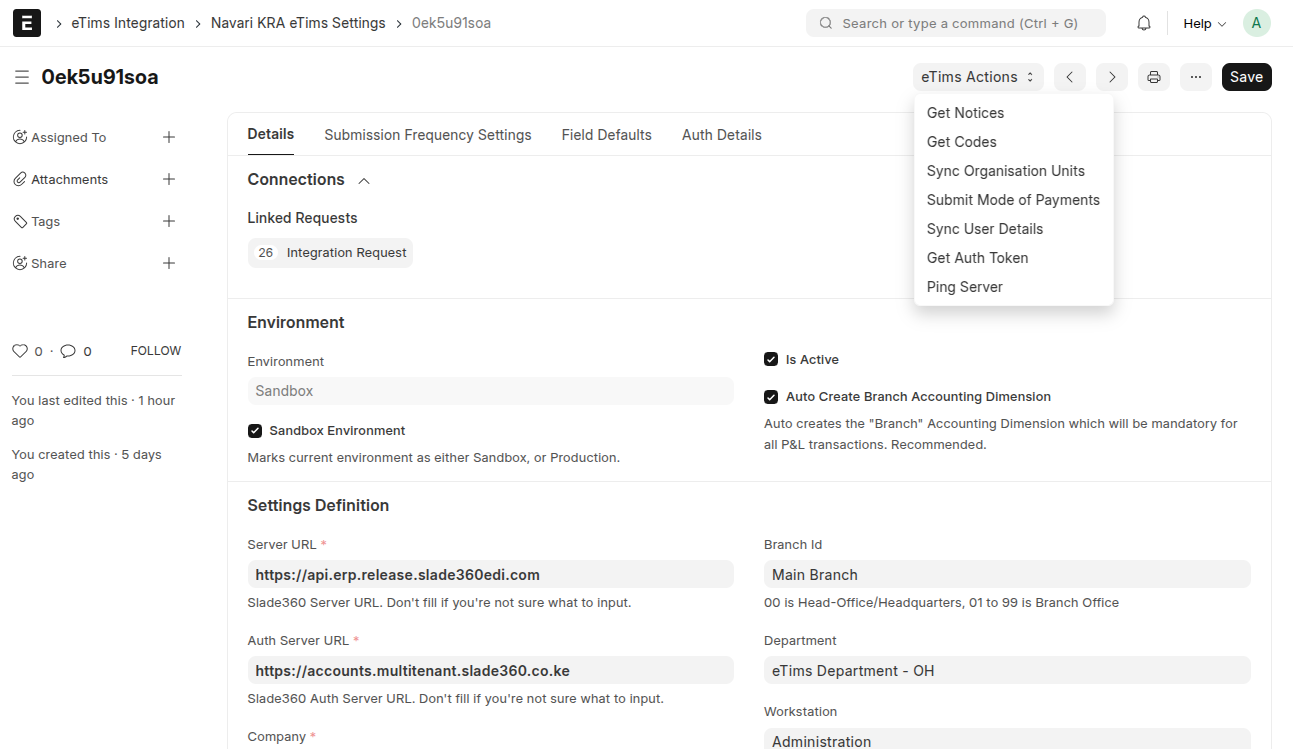 E
eTims Integration
Navari KRA eTims Settings
0ek5u91soa
Search or type a command (Ctrl + G)
Help
A
0ek5u91soa
eTims Actions
Save
Get Notices
Get Codes
Sync Organisation Units
Submit Mode of Payments
Sync User Details
Get Auth Token
Ping Server
Assigned To
Attachments
Tags
Share
0 · 0 FOLLOW
You last edited this · 1 hour
ago
You created this · 5 days
ago
Details
Submission Frequency Settings
Field Defaults
Auth Details
Connections
Linked Requests
26 Integration Request
Environment
Environment
Sandbox
Sandbox Environment
Marks current environment as either Sandbox, or Production.
Is Active
Auto Create Branch Accounting Dimension
Auto creates the "Branch" Accounting Dimension which will be mandatory for
all P&L transactions. Recommended.
Settings Definition
Server URL *
https://api.erp.release.slade360edi.com
Slade360 Server URL. Don't fill if you're not sure what to input.
Auth Server URL *
https://accounts.multitenant.slade360.co.ke
Slade360 Auth Server URL. Don't fill if you're not sure what to input.
Company *
Branch Id
Main Branch
00 is Head-Office/Headquarters, 01 to 99 is Branch Office
Department
eTims Department - OH
Workstation
Administration